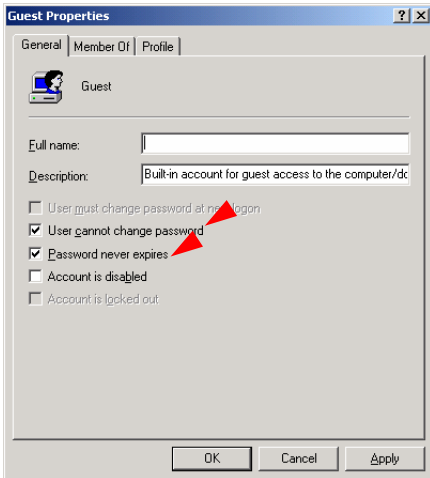 Guest Properties
General Member Of Profile
Guest
Full name:
Description: Built-in account for guest access to the computer/dc
User must change password at next logon
User cannot change password
Password never expires
Account is disabled
Account is locked out
OK Cancel Apply